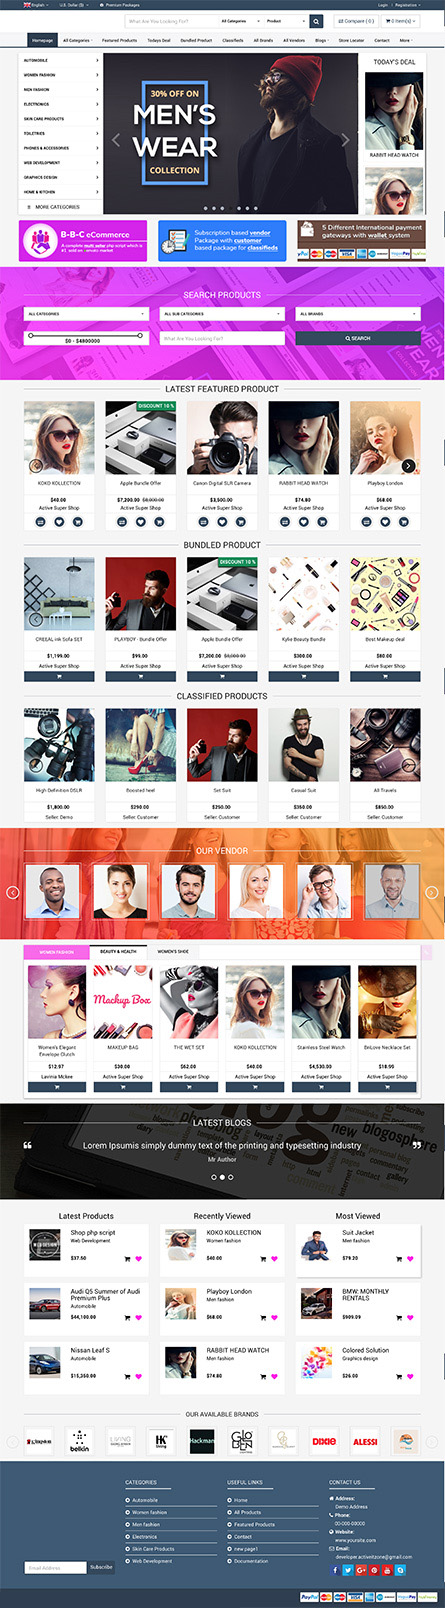 English
U.S. Dollar ($)
Premium Packages
Login
Registration
What Are You Looking For?
All Categories
Product
Compare ( 0 )
0 Item(s)
Homepage
All Categories
Featured Products
Todays Deal
Bundled Product
Classifieds
All Brands
All Vendors
Blogs
Store Locater
Contact
More
AUTOMOBILE
WOMEN FASHION
MEN FASHION
ELECTRONICS
SKIN CARE PRODUCTS
TOILETRIES
PHONES & ACCESSORIES
WEB DEVELOPMENT
GRAPHICS DESIGN
HOME & KITCHEN
MORE CATEGORIES
30% OFF ON
MEN'S
WEAR
COLLECTION
TODAY'S DEAL
RABBIT HEAD WATCH
B-B-C eCommerce
A complete multi seller php script which is
Subscription based vendor
Package with customer
based package for classifieds
5 Different International payment
gateways with wallet system
SEARCH PRODUCTS
ALL CATEGORIES
ALL SUB CATEGORIES
ALL BRANDS
$0 - $4800000
What Are You Looking For?
SEARCH
LATEST FEATURED PRODUCT
DISCOUNT 10 %
KOKO KOLLECTION
Apple Bundle Offer
Canon Digital SLR Camera
RABBIT HEAD WATCH
Playboy London
$40.00
$7,200.00 $8,000.00
$3,500.00
$74.80
$68.00
Active Super Shop
Active Super Shop
Active Super Shop
Active Super Shop
Active Super Shop
BUNDLED PRODUCT
DISCOUNT 10 %
CREEAL HK Sofa SET
PLAYBOY - Bundle Offer
Apple Bundle Offer
Kylie Beauty Bundle
Best Makeup deal
$1,199.00
$99.00
$7,200.00 $8,000.00
$300.00
$80.00
Active Super Shop
Active Super Shop
Active Super Shop
Active Super Shop
Active Super Shop
CLASSIFIED PRODUCTS
High Definition DSLR
Boosted heel
Set Suit
Casual Suit
All Travels
$1,800.00
$290.00
$250.00
$350.00
$850.00
Seller: Demo
Seller: Customer
Seller: Customer
Seller: Customer
Seller: Customer
OUR VENDOR
WOMEN FASHION
BEAUTY & HEALTH
WOMEN'S SHOE
Mackup Box
Women's Elegant
Envelope Clutch
MAKEUP BAG
THE WET SET
KOKO KOLLECTION
Stainless Steel Watch
BnLove Necklace Set
$12.97
$30.00
$62.00
$40.00
$4,530.00
$18.95
Lavinia Mckee
Active Super Shop
Active Super Shop
Active Super Shop
Active Super Shop
Active Super Shop
LATEST BLOGS
Lorem Ipsumis simply dummy text of the printing and typesetting industry
Mr Author
Latest Products
Recently Viewed
Most Viewed
Shop php script
Web Development
$37.50
KOKO KOLLECTION
Women fashion
$40.00
Suit Jacket
Men fashion
$79.20
Audi Q5 Summer of Audi
Premium Plus
Automobile
$44,100.00
Playboy London
Men fashion
$68.00
BMW: MONTHLY
RENTALS
$909.09
Nissan Leaf S
Automobile
$15,350.00
RABBIT HEAD WATCH
Men fashion
$74.80
Colored Solution
Graphics design
$26.00
OUR AVAILABLE BRANDS
Kingston
belkin
LIVING
HK
Living
Hackman
DIXIE
ALESSI
CATEGORIES
USEFUL LINKS
CONTACT US
Automobile
Women fashion
Men fashion
Electronics
Skin Care Products
Web Development
Home
All Products
Featured Products
Contact
new page1
Documentation
Address:
Demo Address
Phone:
00-000-00000
Website:
www.yoursite.com
Email:
developer.activeitzone@gmail.com
Email Address
Subscribe
PayPal
VISA